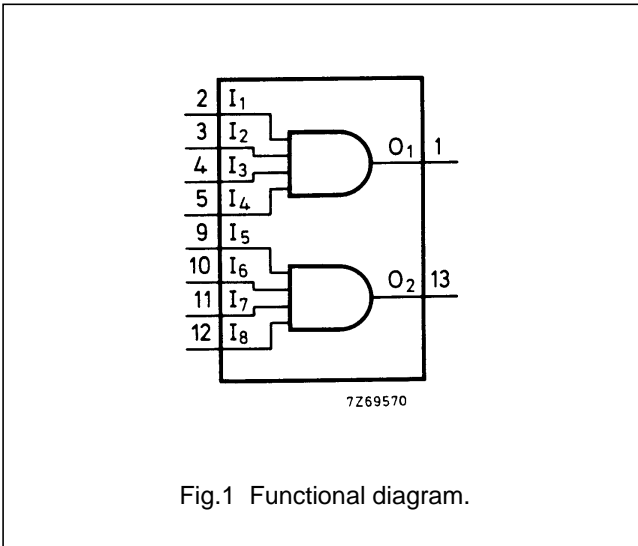 2 I1
3 I2
4 I3
5 I4
O1 1
9 I5
10 I6
11 I7
12 I8
O2 13
7Z69570
Fig.1 Functional diagram.